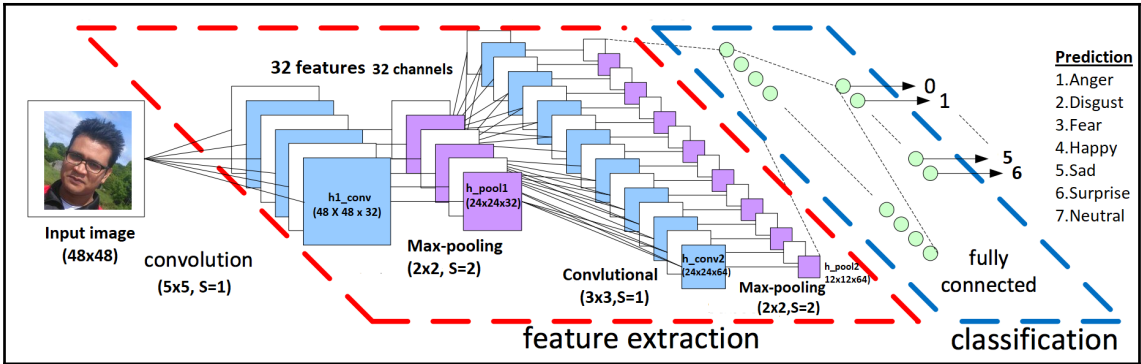 32 features 32 channels
Input image
(48x48)
convolution
(5x5, S=1)
h1_conv
(48 X 48 x 32)
h_pool1
(24x24x32)
Max-pooling
(2x2, S=2)
Convlutional
(3x3,S=1)
h_conv2
(24x24x64)
Max-pooling
(2x2,S=2)
h_pool2
12x12x64)
feature extraction
0
1
5
6
fully
connected
classification
Prediction
1.Anger
2.Disgust
3.Fear
4.Happy
5.Sad
6.Surprise
7.Neutral